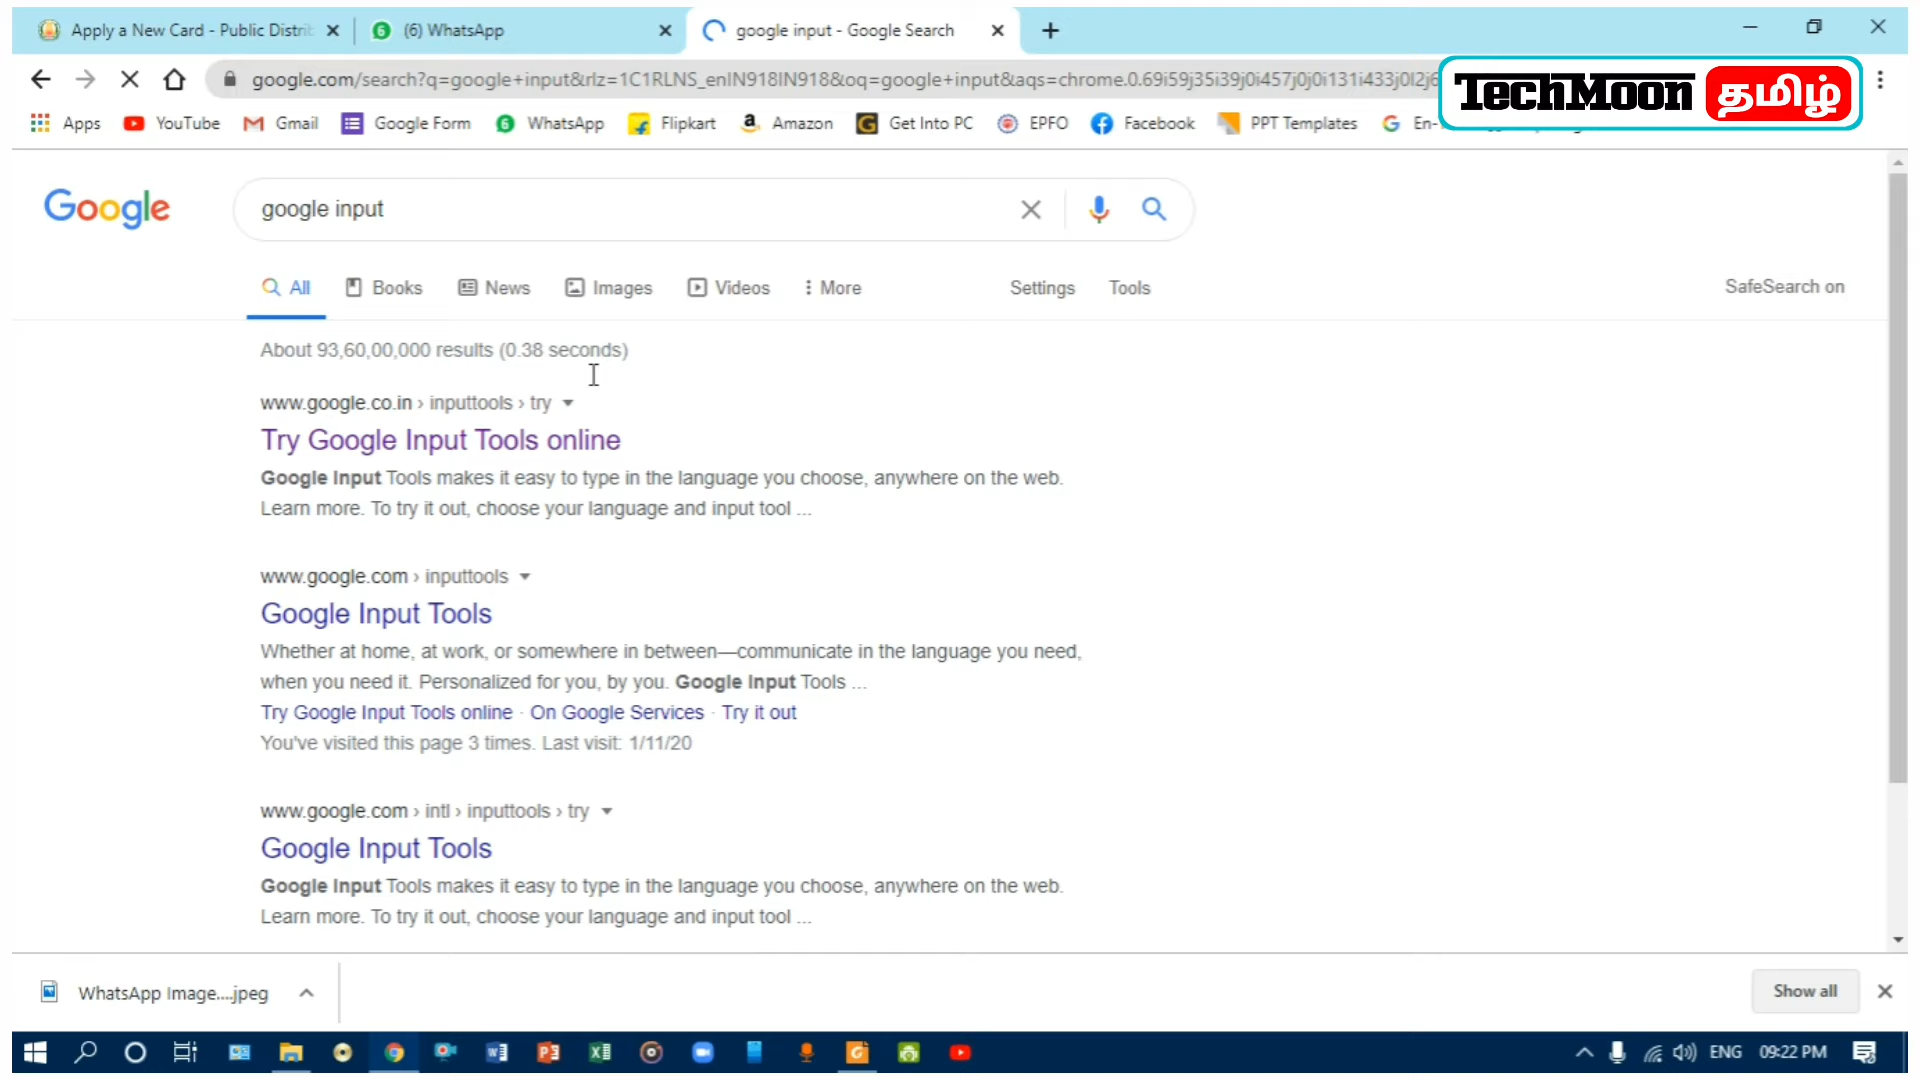 Apply a New Card - Public Distrib
(6) WhatsApp
google input - Google Search
google.com/search?q=google+input&rlz=1C1RLNS_enIN918IN918&oq=google+input&aqs=chrome.0.69i59j35i39j0i457j0j0i131i433j0l2j6
TechMoon தமிழ்
Apps YouTube Gmail Google Form WhatsApp Flipkart Amazon Get Into PC EPFO Facebook PPT Templates
Google
google input
All Books News Images Videos More Settings Tools
SafeSearch on
About 93,60,00,000 results (0.38 seconds)
www.google.co.in › inputtools › try
Try Google Input Tools online
Google Input Tools makes it easy to type in the language you choose, anywhere on the web.
Learn more. To try it out, choose your language and input tool ...
www.google.com › inputtools
Google Input Tools
Whether at home, at work, or somewhere in between—communicate in the language you need,
when you need it. Personalized for you, by you. Google Input Tools ...
Try Google Input Tools online · On Google Services · Try it out
You've visited this page 3 times. Last visit: 1/11/20
www.google.com › intl › inputtools › try
Google Input Tools
Google Input Tools makes it easy to type in the language you choose, anywhere on the web.
Learn more. To try it out, choose your language and input tool ...
WhatsApp Image....jpeg
Show all
ENG 09:22 PM